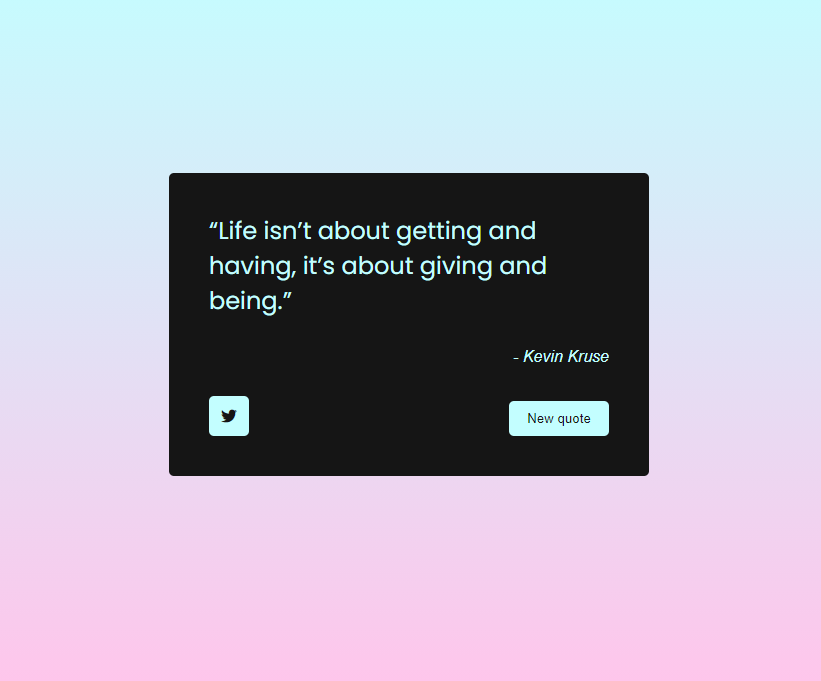 “Life isn’t about getting and
having, it’s about giving and
being.”
- Kevin Kruse
New quote